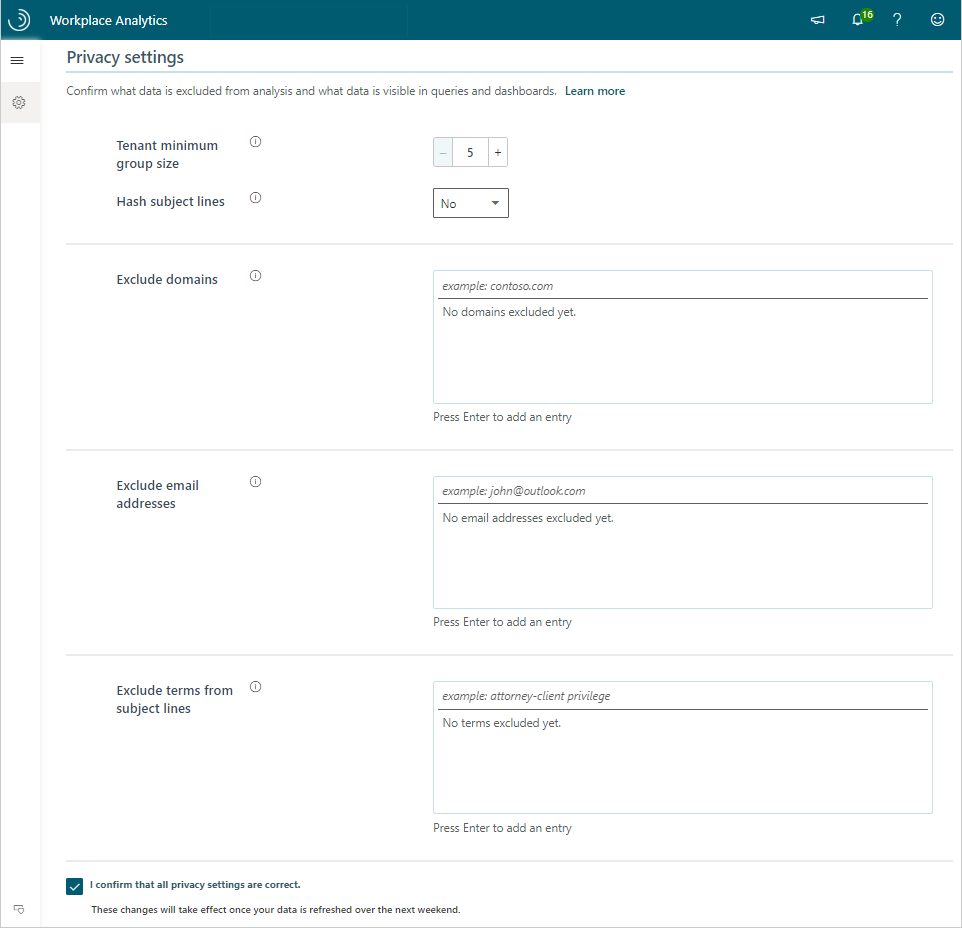 Workplace Analytics
16
?
Privacy settings
Confirm what data is excluded from analysis and what data is visible in queries and dashboards. Learn more
Tenant minimum
group size
– 5 +
Hash subject lines
No
Exclude domains
example: contoso.com
No domains excluded yet.
Press Enter to add an entry
Exclude email
addresses
example: john@outlook.com
No email addresses excluded yet.
Press Enter to add an entry
Exclude terms from
subject lines
example: attorney-client privilege
No terms excluded yet.
Press Enter to add an entry
I confirm that all privacy settings are correct.
These changes will take effect once your data is refreshed over the next weekend.